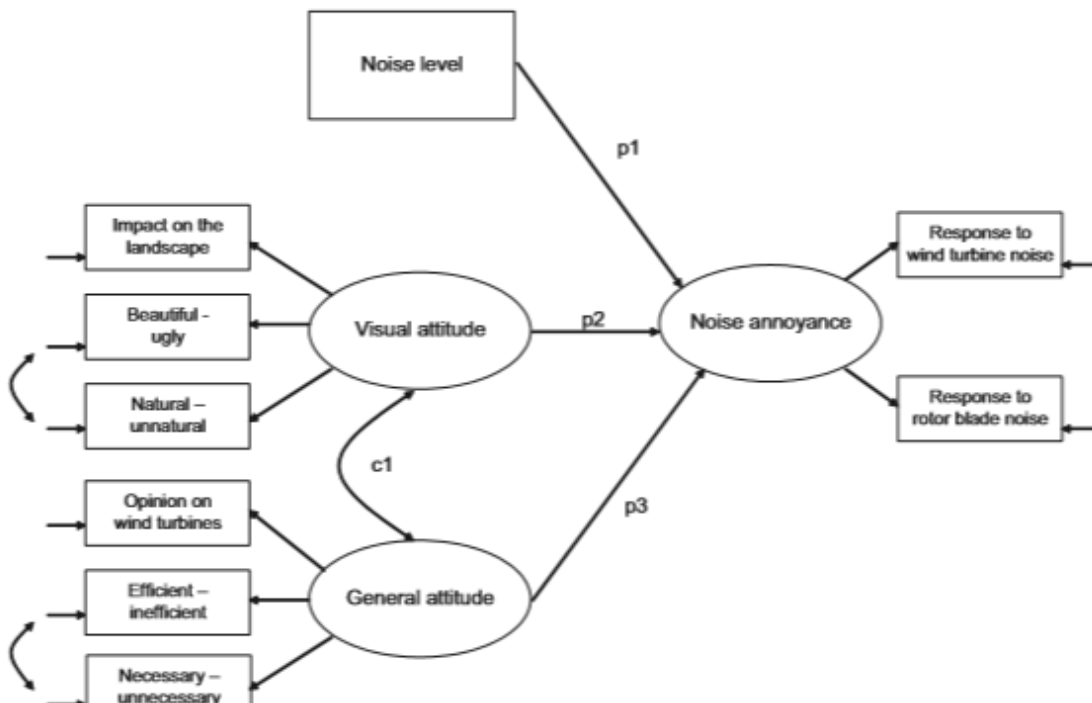 Noise level
p1
Impact on the
landscape
Response to
wind turbine noise
Beautiful -
ugly
Visual attitude
p2
Noise annoyance
Natural –
unnatural
Response to
rotor blade noise
c1
Opinion on
wind turbines
p3
Efficient –
inefficient
General attitude
Necessary –
unnecessary